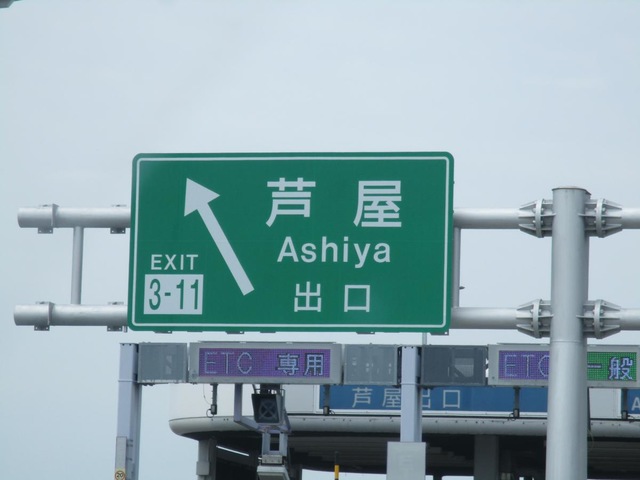 芦屋
Ashiya
出口
EXIT
3-11
ETC 専用
ETC 一般
芦屋出口